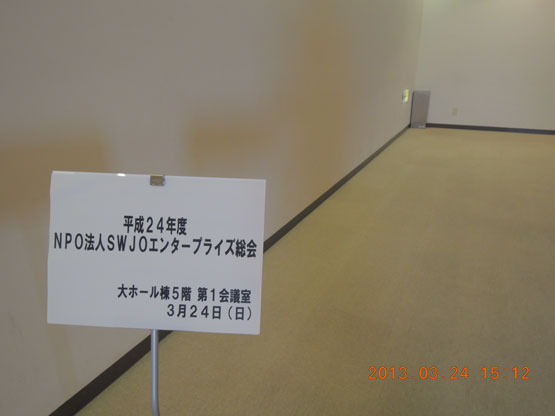 平成24年度
NPO法人SWJOエンタープライズ総会
大ホール棟5階 第1会議室
3月24日(日)
2013.03.24 15:12